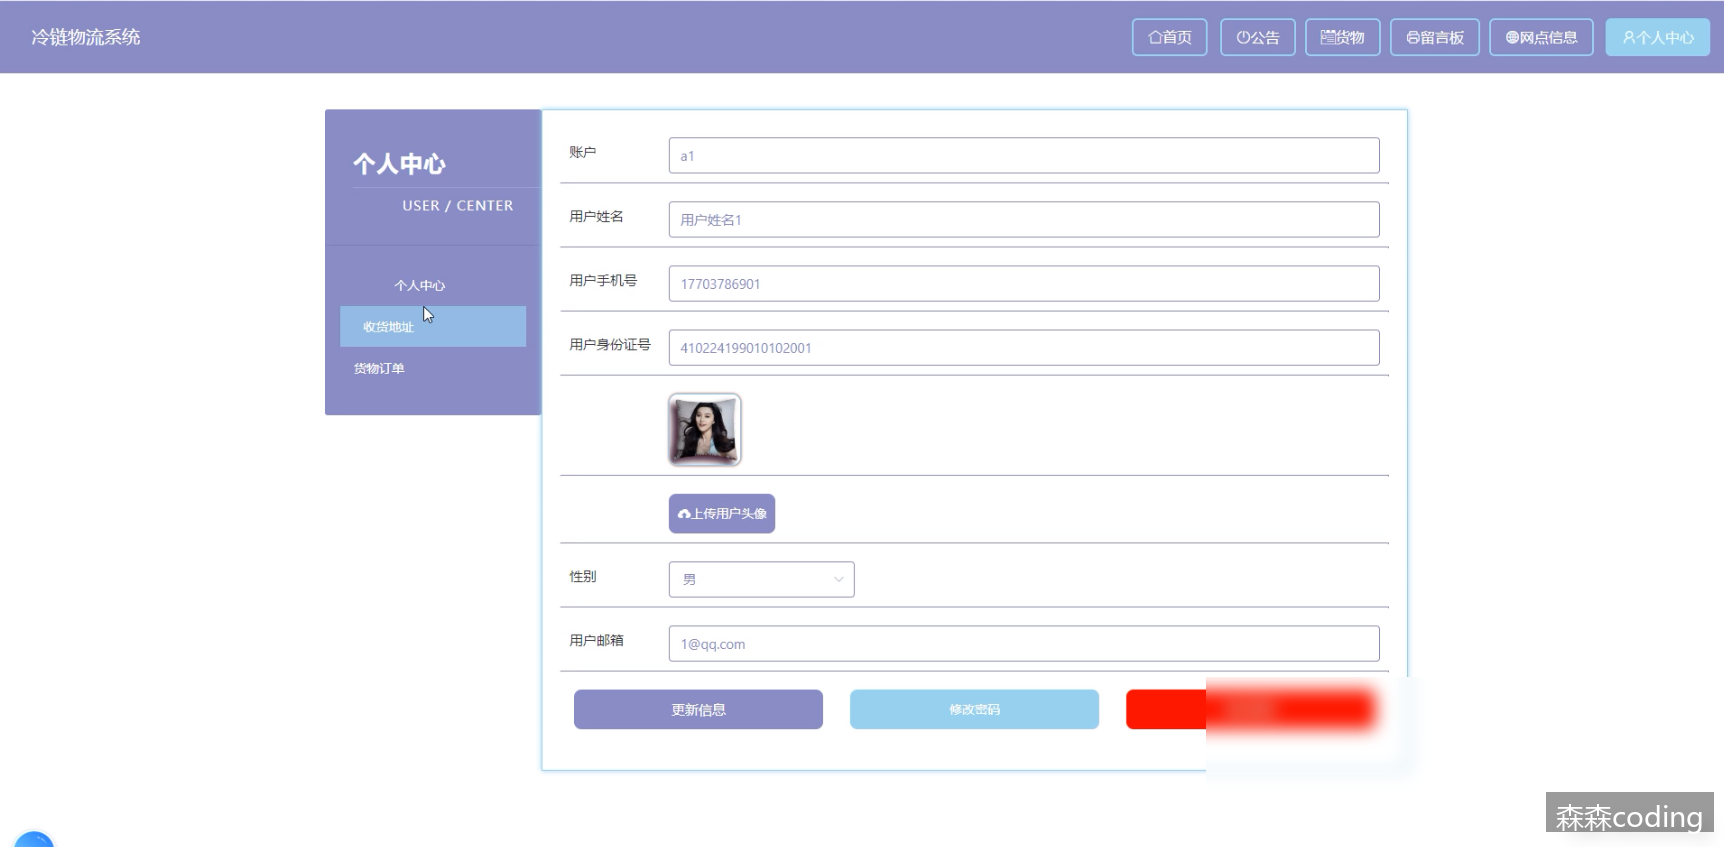 冷链物流系统
首页
公告
货物
留言板
网点信息
个人中心
个人中心
USER / CENTER
个人中心
收货地址
货物订单
账户
a1
用户姓名
用户姓名1
用户手机号
17703786901
用户身份证号
410224199010102001
上传用户头像
性别
男
用户邮箱
1@qq.com
更新信息
修改密码
森森coding